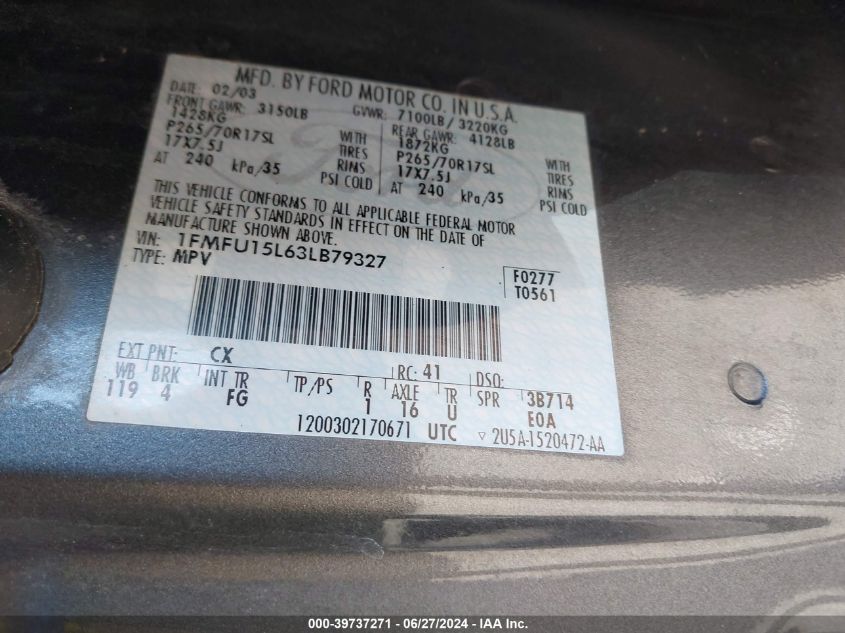 MFD. BY FORD MOTOR CO. IN U.S.A.
DATE: 02/03 GVWR: 7100LB/ 3220KG
FRONT GAWR: 3150LB REAR GAWR: 4128LB
1428KG WITH 1872KG WITH
P265/70R17SL TIRES P265/70R17SL TIRES
17X7.5J RIMS 17X7.5J RIMS
AT 240 kPa/35 PSI COLD AT 240 kPa/35 PSI COLD
THIS VEHICLE CONFORMS TO ALL APPLICABLE FEDERAL MOTOR
VEHICLE SAFETY STANDARDS IN EFFECT ON THE DATE OF
MANUFACTURE SHOWN ABOVE.
VIN: 1FMFU15L63LB79327
TYPE: MPV
F0277
T0561
EXT PNT: CX RC: 41 DSO:
WB BRK INT TR TP/PS R AXLE TR SPR 3B714
119 4 FG 1 16 U E0A
1200302170671 UTC ▽ 2U5A-1520472-AA
000-39737271 - 06/27/2024 - IAA Inc.